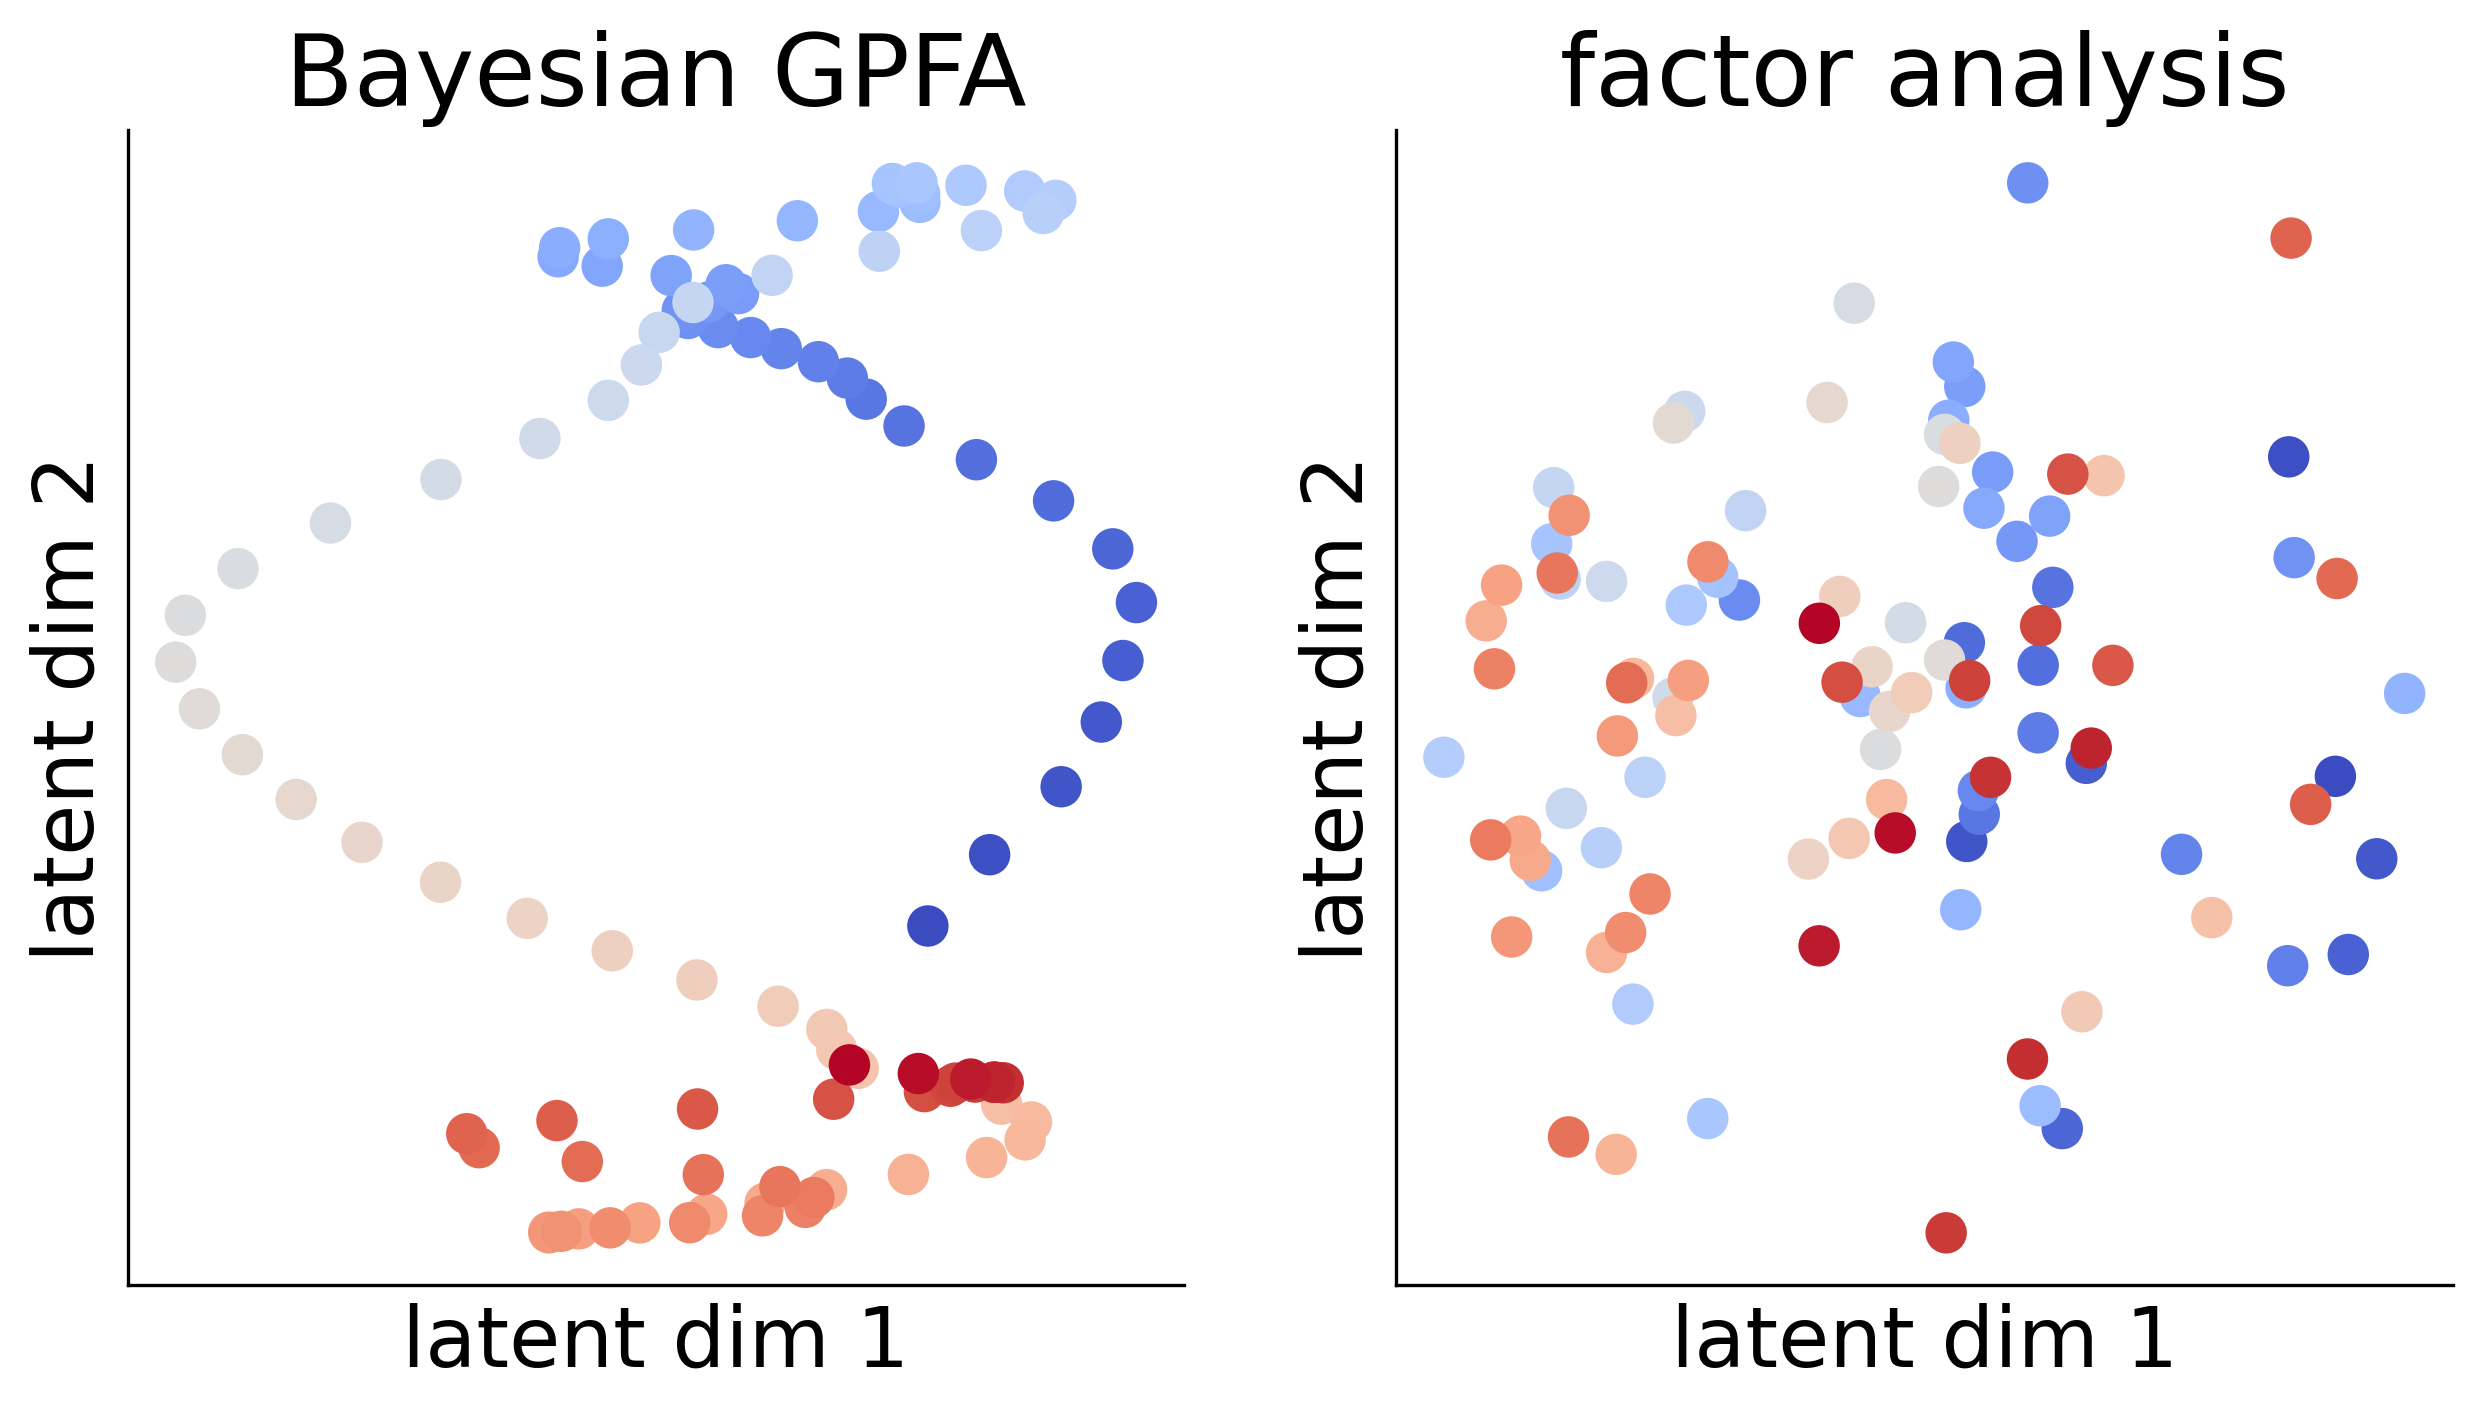 Bayesian GPFA
latent dim 2
latent dim 1
factor analysis
latent dim 2
latent dim 1